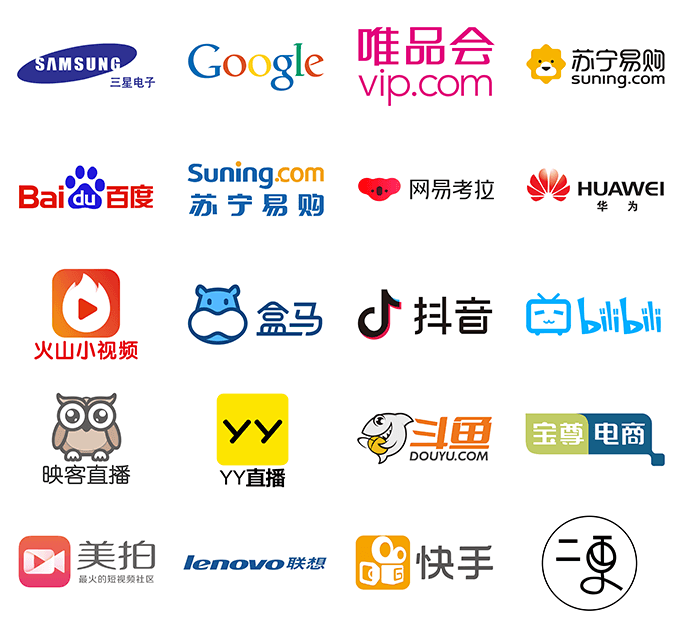 SAMSUNG
三星电子
Google
唯品会
vip.com
苏宁易购
suning.com
Bai du 百度
Suning.com
苏宁易购
网易考拉
HUAWEI
华为
火山小视频
盒马
抖音
bilibili
映客直播
YY
YY直播
斗鱼
DOUYU.COM
宝尊电商
美拍
最火的短视频社区
lenovo联想
快手
二更